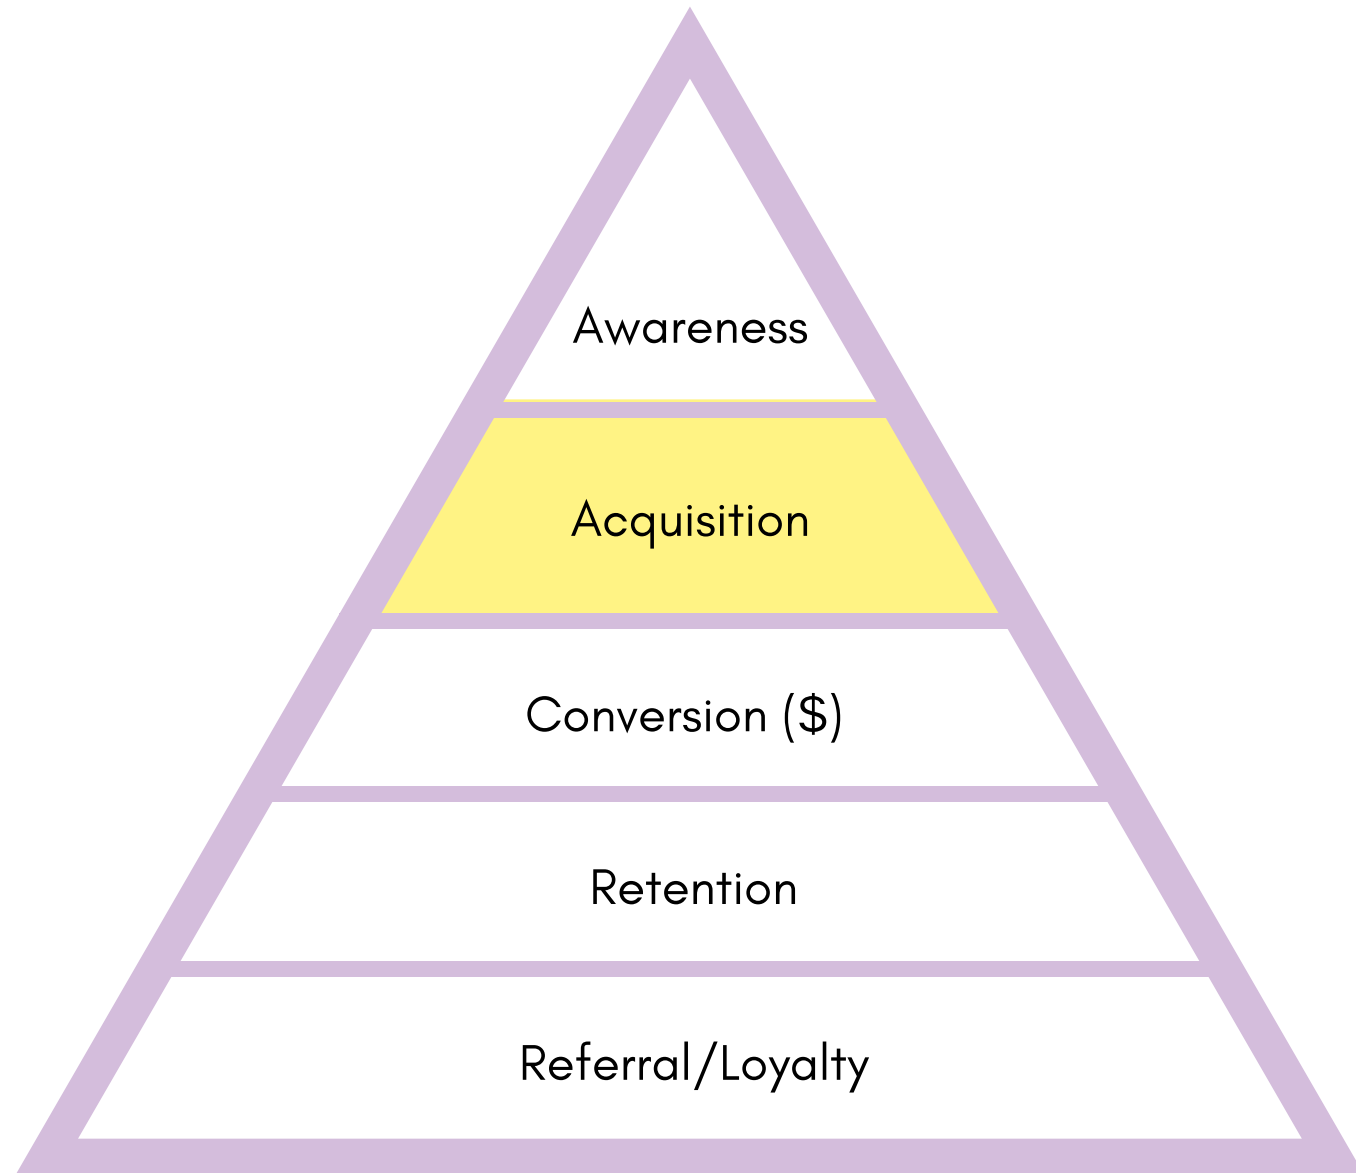 Awareness
Acquisition
Conversion ($)
Retention
Referral/Loyalty